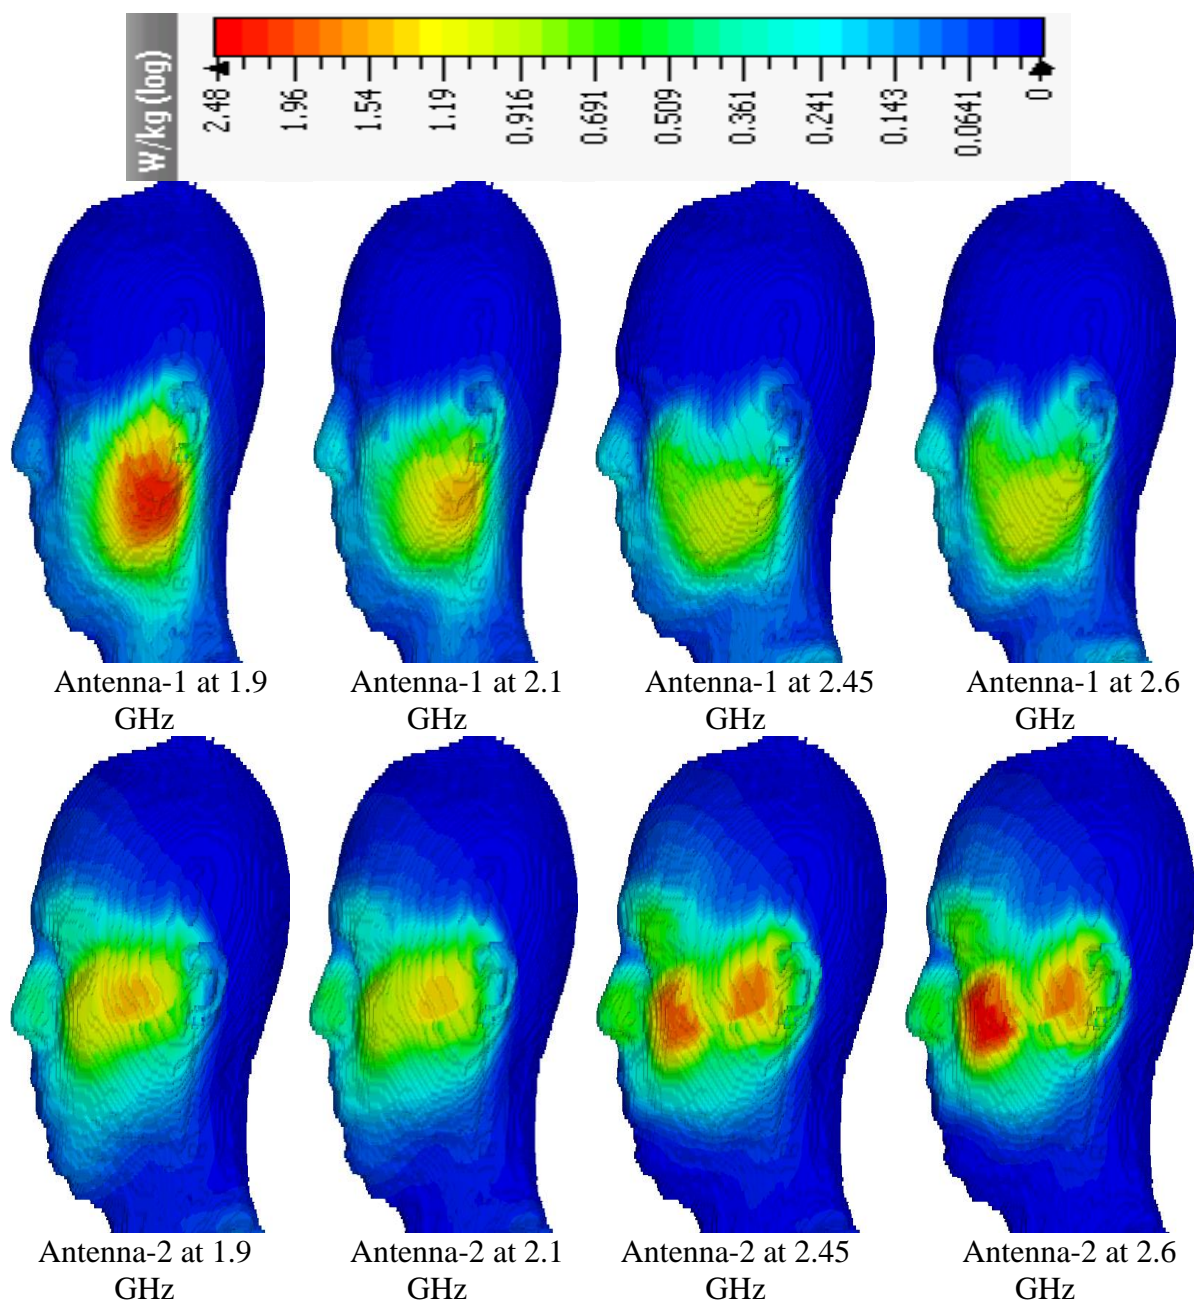 W/kg (log)
2.48 1.96 1.54 1.19 0.916 0.691 0.509 0.361 0.241 0.143 0.0641 0
Antenna-1 at 1.9 GHz
Antenna-1 at 2.1 GHz
Antenna-1 at 2.45 GHz
Antenna-1 at 2.6 GHz
Antenna-2 at 1.9 GHz
Antenna-2 at 2.1 GHz
Antenna-2 at 2.45 GHz
Antenna-2 at 2.6 GHz